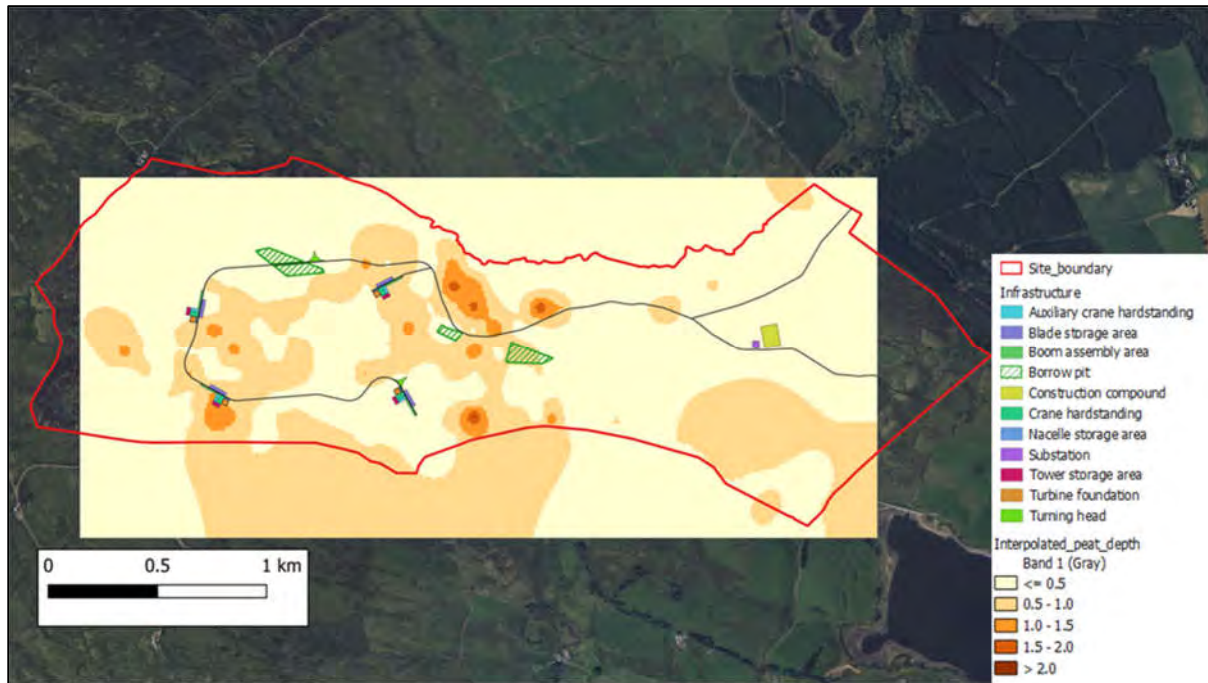 Site_boundary
Infrastructure
Auxiliary crane hardstanding
Blade storage area
Boom assembly area
Borrow pit
Construction compound
Crane hardstanding
Nacelle storage area
Substation
Tower storage area
Turbine foundation
Turning head
Interpolated_peat_depth
Band 1 (Gray)
<= 0.5
0.5 - 1.0
1.0 - 1.5
1.5 - 2.0
> 2.0
0 0.5 1 km